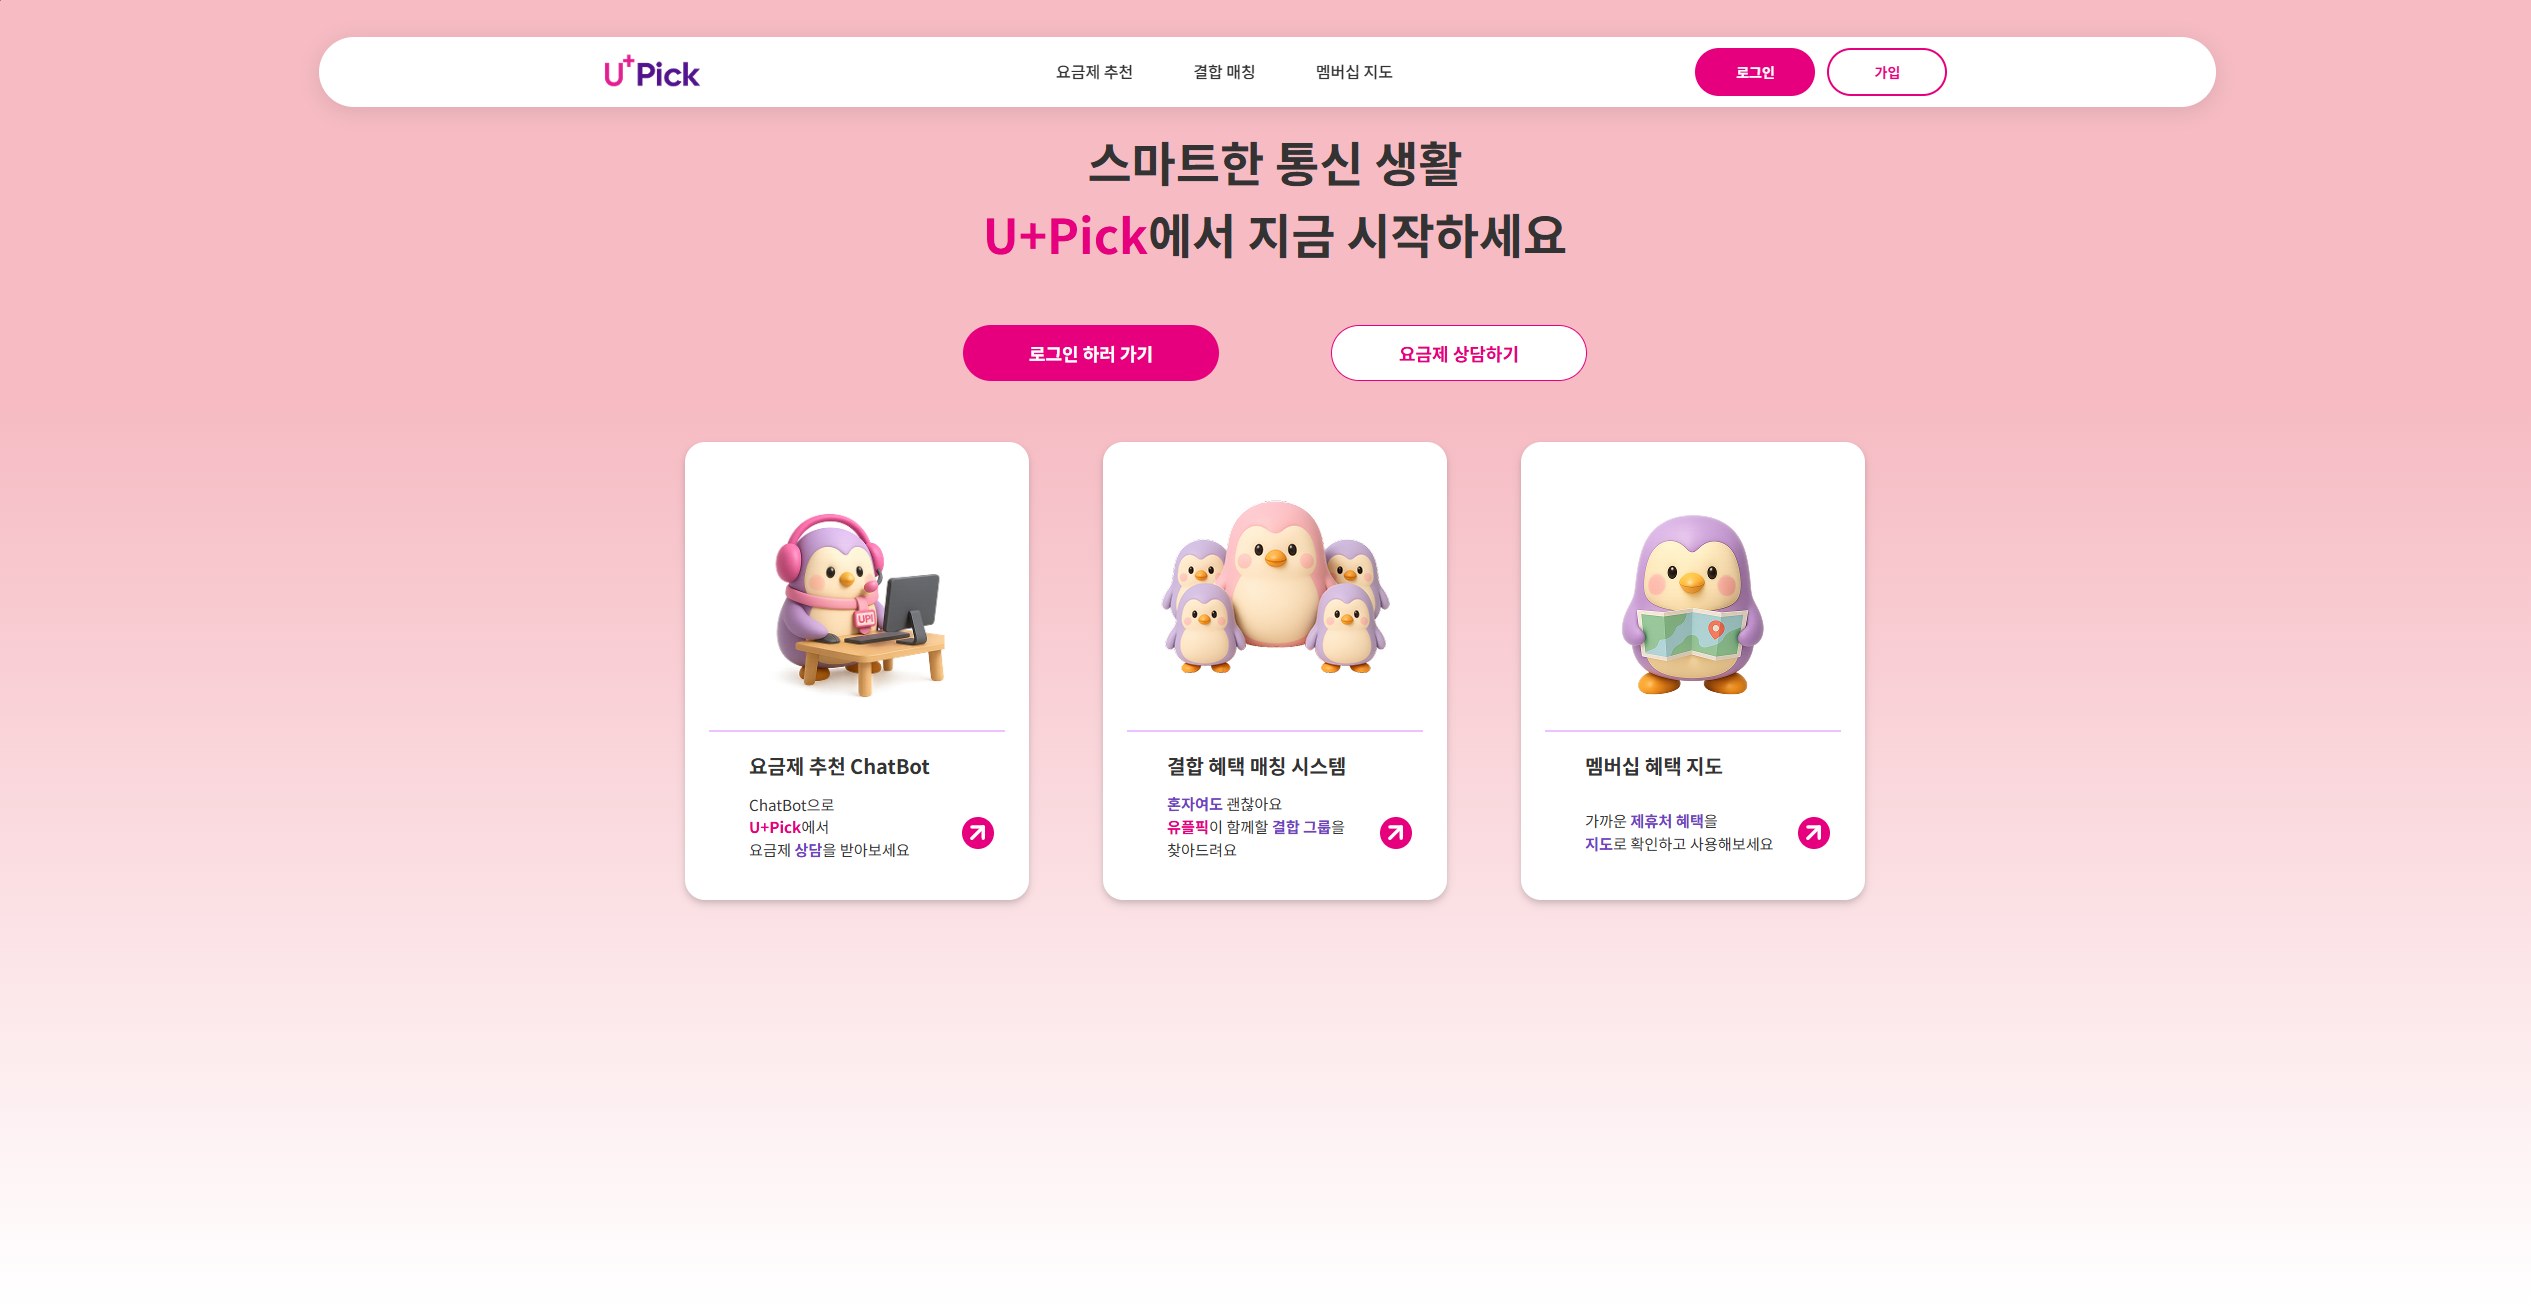 U+Pick
요금제 추천
결합 매칭
멤버십 지도
로그인
가입
스마트한 통신 생활
U+Pick에서 지금 시작하세요
로그인 하러 가기
요금제 상담하기
UPI
요금제 추천 ChatBot
ChatBot으로
U+Pick에서
요금제 상담을 받아보세요
결합 혜택 매칭 시스템
혼자여도 괜찮아요
유플픽이 함께할 결합 그룹을
찾아드려요
멤버십 혜택 지도
가까운 제휴처 혜택을
지도로 확인하고 사용해보세요